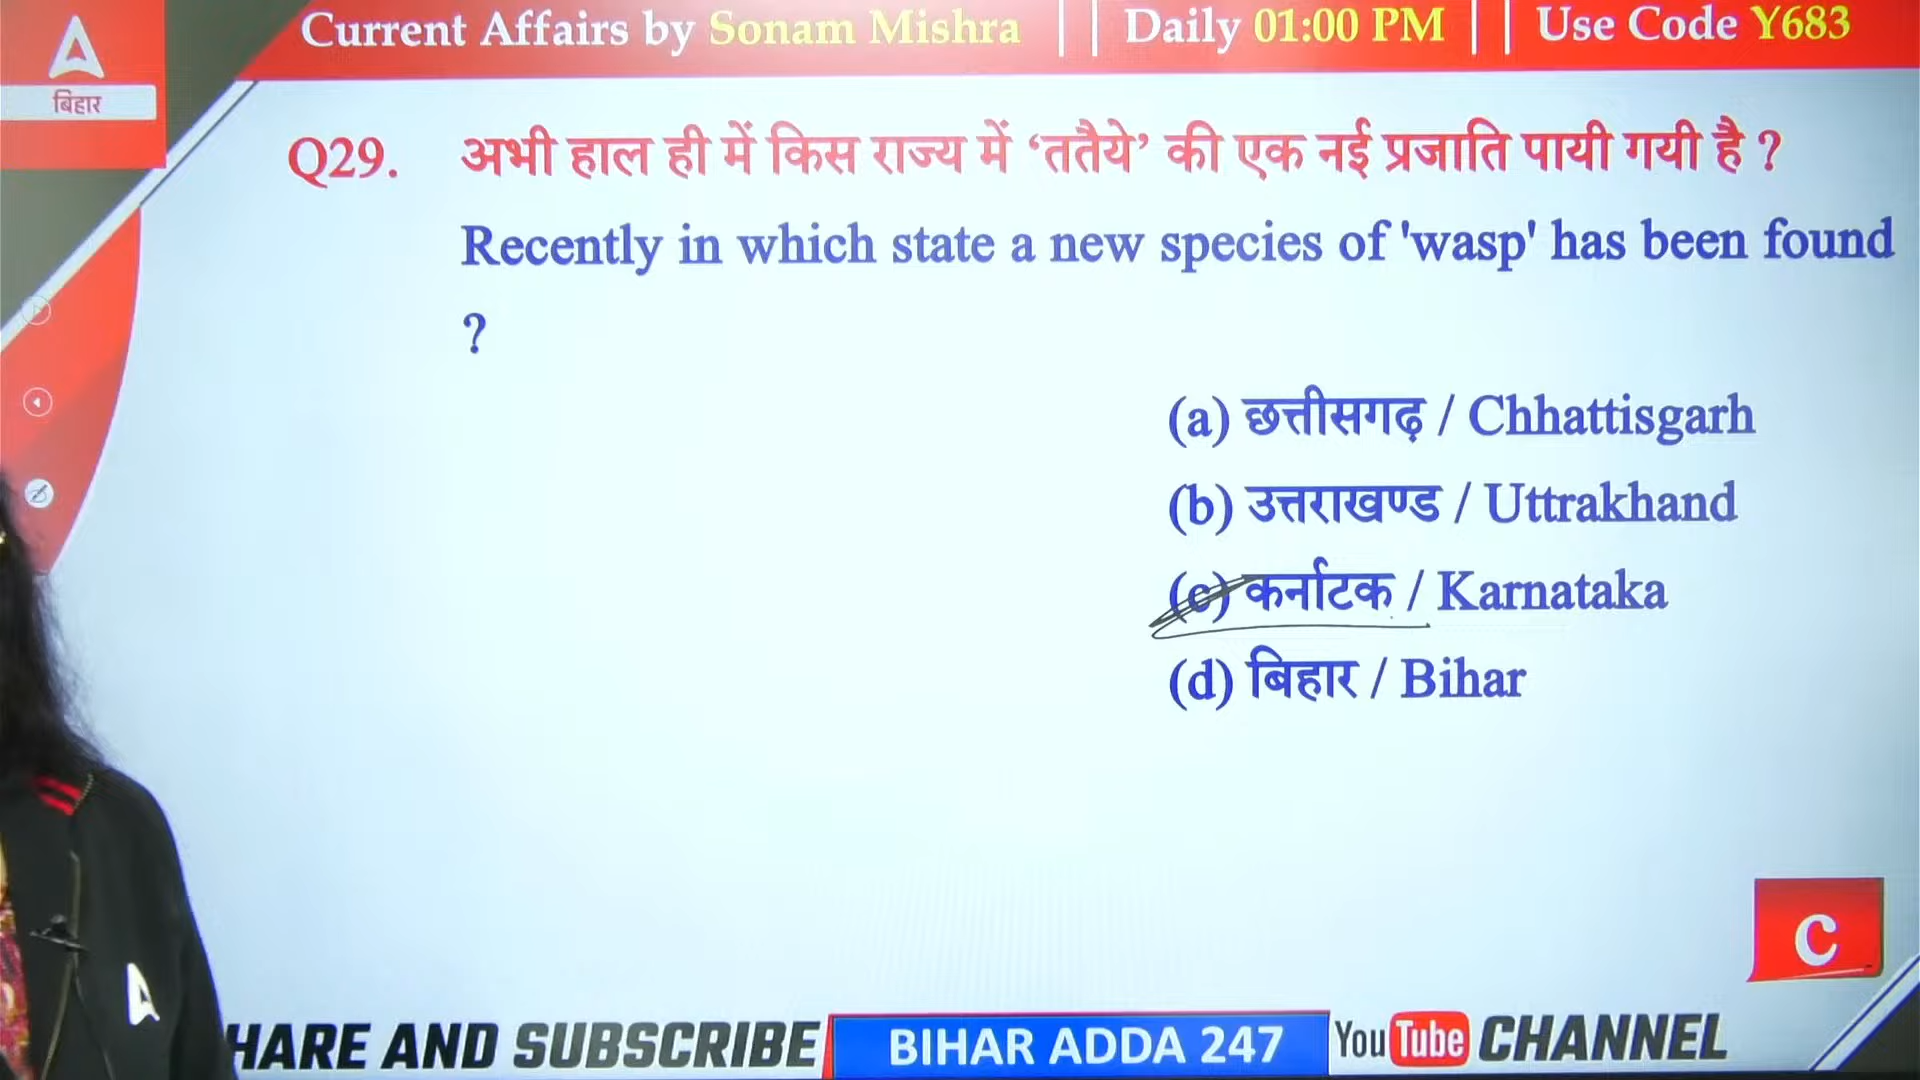 Current Affairs by Sonam Mishra || Daily 01:00 PM || Use Code Y683
बिहार
Q29. अभी हाल ही में किस राज्य में ‘ततैये’ की एक नई प्रजाति पायी गयी है ?
Recently in which state a new species of 'wasp' has been found
?
(a) छत्तीसगढ़ / Chhattisgarh
(b) उत्तराखण्ड / Uttrakhand
(c) कर्नाटक / Karnataka
(d) बिहार / Bihar
C
HARE AND SUBSCRIBE BIHAR ADDA 247 YouTube CHANNEL